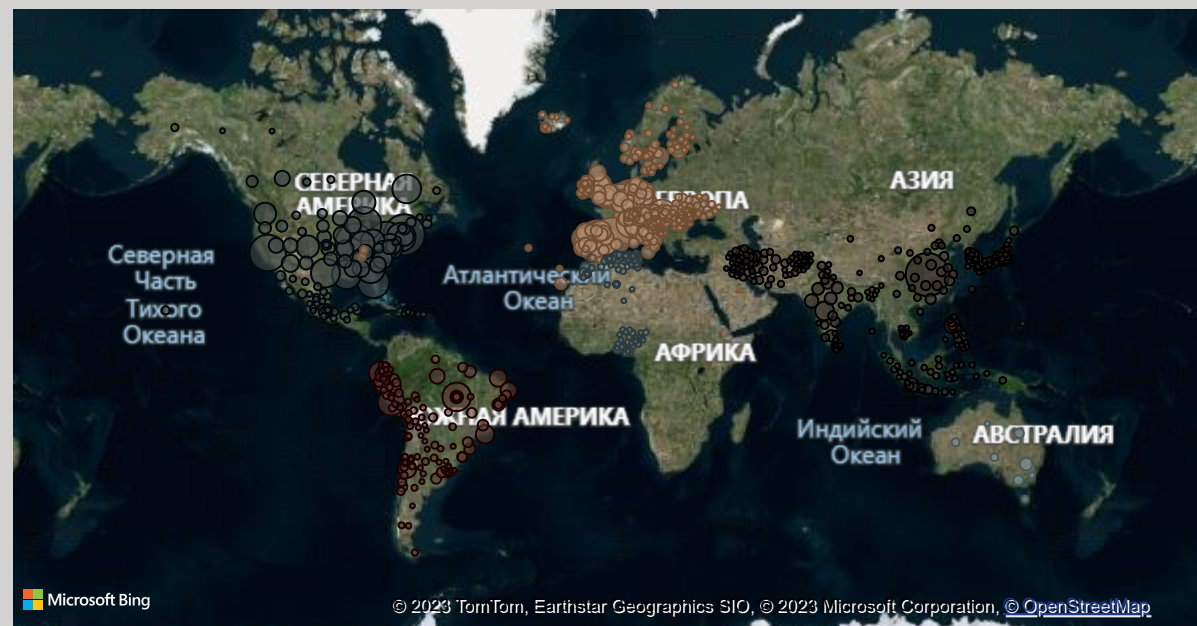 СЕВЕРНАЯ
АМЕРИКА
ЕВРОПА
АЗИЯ
Северная
Часть
Тихого
Океана
Атлантический
Океан
АФРИКА
ЮЖНАЯ АМЕРИКА
Индийский
Океан
АВСТРАЛИЯ
Microsoft Bing
© 2023 TomTom, Earthstar Geographics SIO, © 2023 Microsoft Corporation, © OpenStreetMap